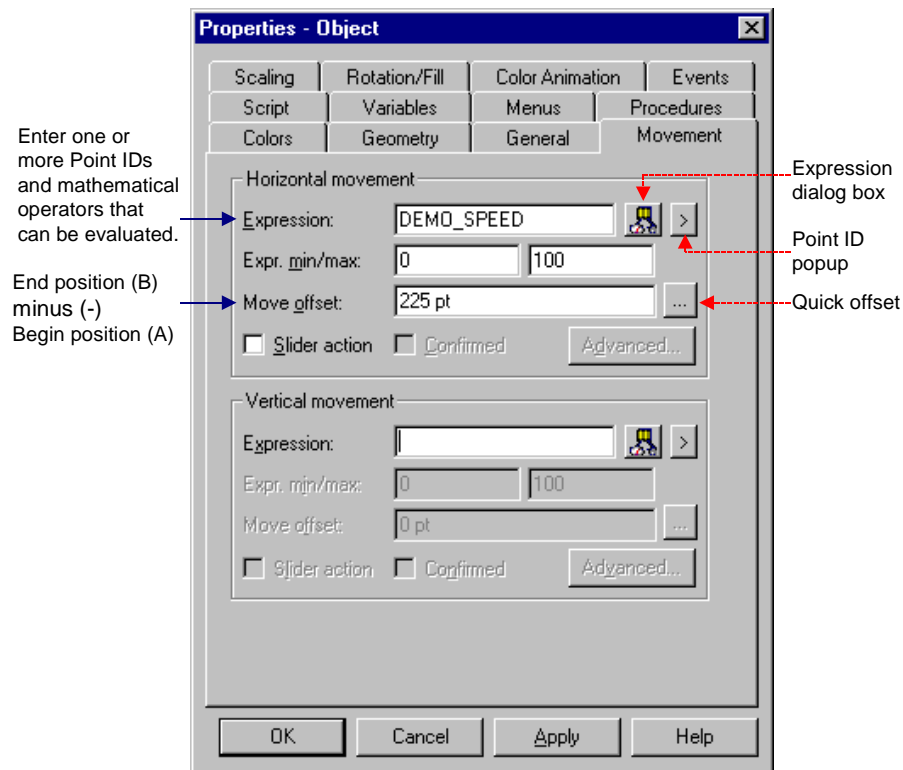 Properties - Object
Scaling Rotation/Fill Color Animation Events
Script Variables Menus Procedures
Colors Geometry General Movement
Enter one or
more Point IDs
and mathematical
operators that
can be evaluated.
Horizontal movement
Expression: DEMO_SPEED >
Expression
dialog box
Point ID
popup
Expr. min/max: 0 100
End position (B)
minus (-)
Begin position (A)
Move offset: 225 pt ...
Quick offset
Slider action Confirmed Advanced...
Vertical movement
Expression: >
Expr. min/max: 0 100
Move offset: 0 pt ...
Slider action Confirmed Advanced...
OK Cancel Apply Help